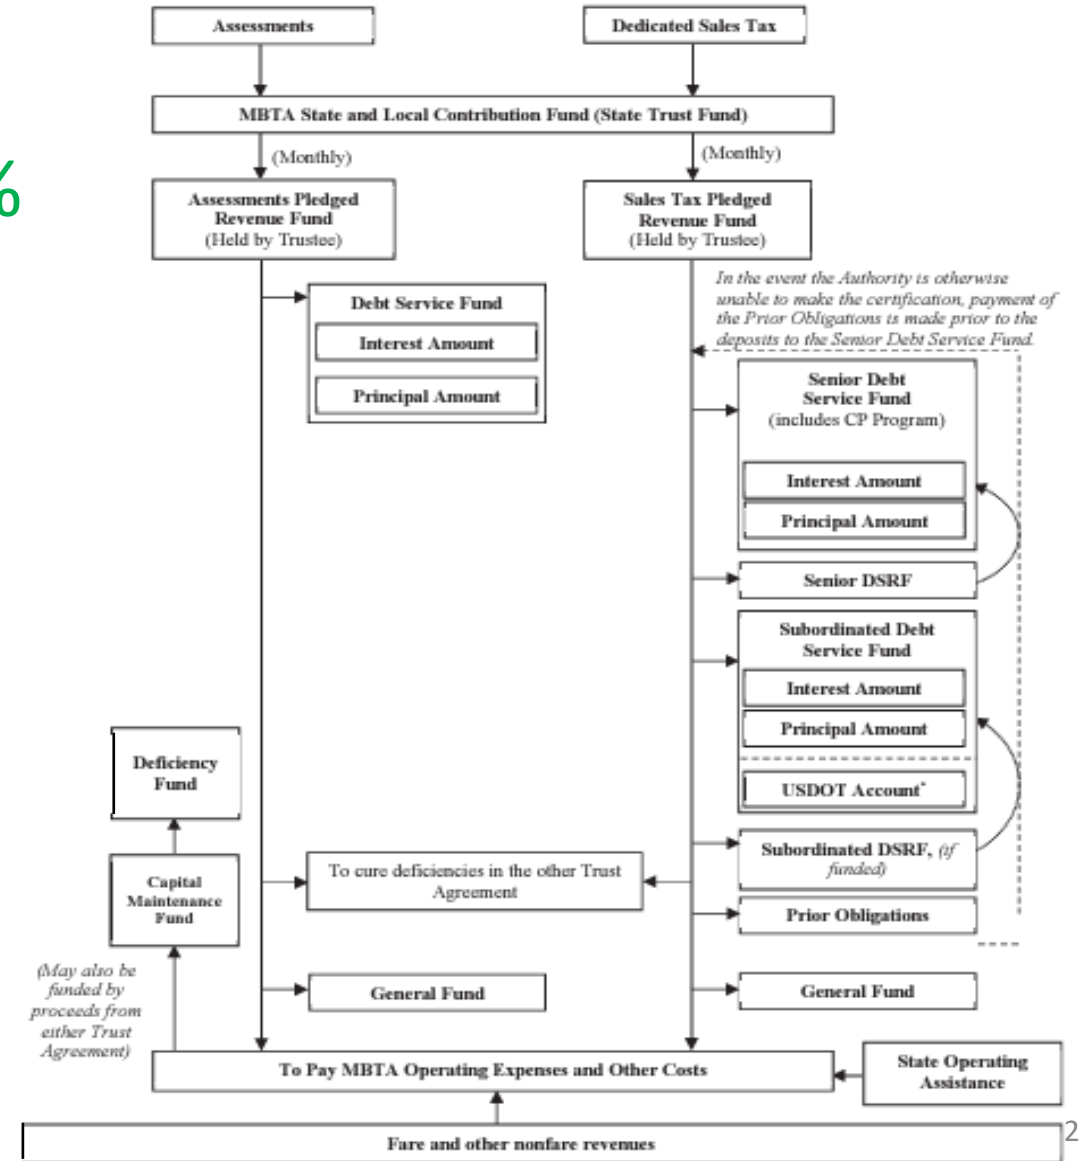 Assessments
Dedicated Sales Tax
MBTA State and Local Contribution Fund (State Trust Fund)
(Monthly)
(Monthly)
%
Assessments Pledged
Revenue Fund
(Held by Trustee)
Sales Tax Pledged
Revenue Fund
(Held by Trustee)
In the event the Authority is otherwise
unable to make the certification, payment of
the Prior Obligations is made prior to the
deposits to the Senior Debt Service Fund.
Debt Service Fund
Interest Amount
Principal Amount
Senior Debt
Service Fund
(includes CP Program)
Interest Amount
Principal Amount
Senior DSRF
Subordinated Debt
Service Fund
Interest Amount
Principal Amount
USDOT Account*
Subordinated DSRF, (if
funded)
Prior Obligations
Deficiency
Fund
Capital
Maintenance
Fund
To cure deficiencies in the other Trust
Agreement
(May also be
funded by
proceeds from
either Trust
Agreement)
General Fund
General Fund
To Pay MBTA Operating Expenses and Other Costs
State Operating
Assistance
Fare and other nonfare revenues
2